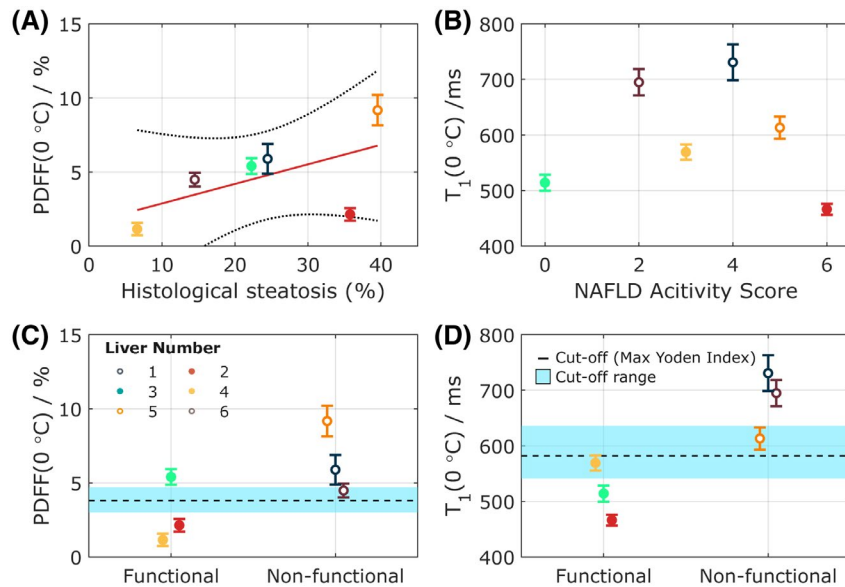 (A)
PDFF(0 °C) / %
15
10
5
0
0 10 20 30 40 50
Histological steatosis (%)
(B)
T1(0 °C) /ms
800
700
600
500
400
0 2 4 6
NAFLD Acitivity Score
(C)
PDFF(0 °C) / %
15
10
5
0
Liver Number
1 2
3 4
5 6
Functional Non-functional
(D)
T1(0 °C) / ms
800
700
600
500
400
Cut-off (Max Yoden Index)
Cut-off range
Functional Non-functional